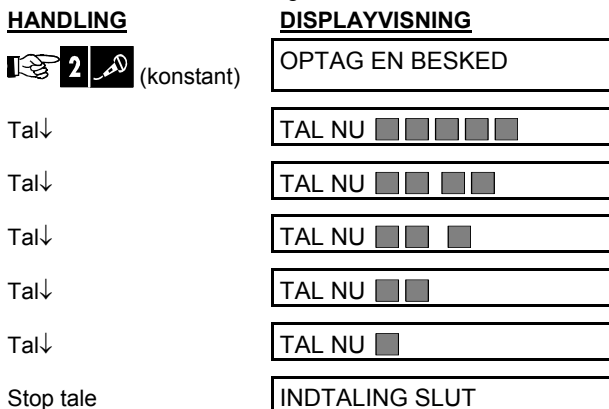 HANDLING DISPLAYVISNING
2 (konstant) OPTAG EN BESKED
Tal↓ TAL NU
Tal↓ TAL NU
Tal↓ TAL NU
Tal↓ TAL NU
Tal↓ TAL NU
Stop tale INDTALING SLUT